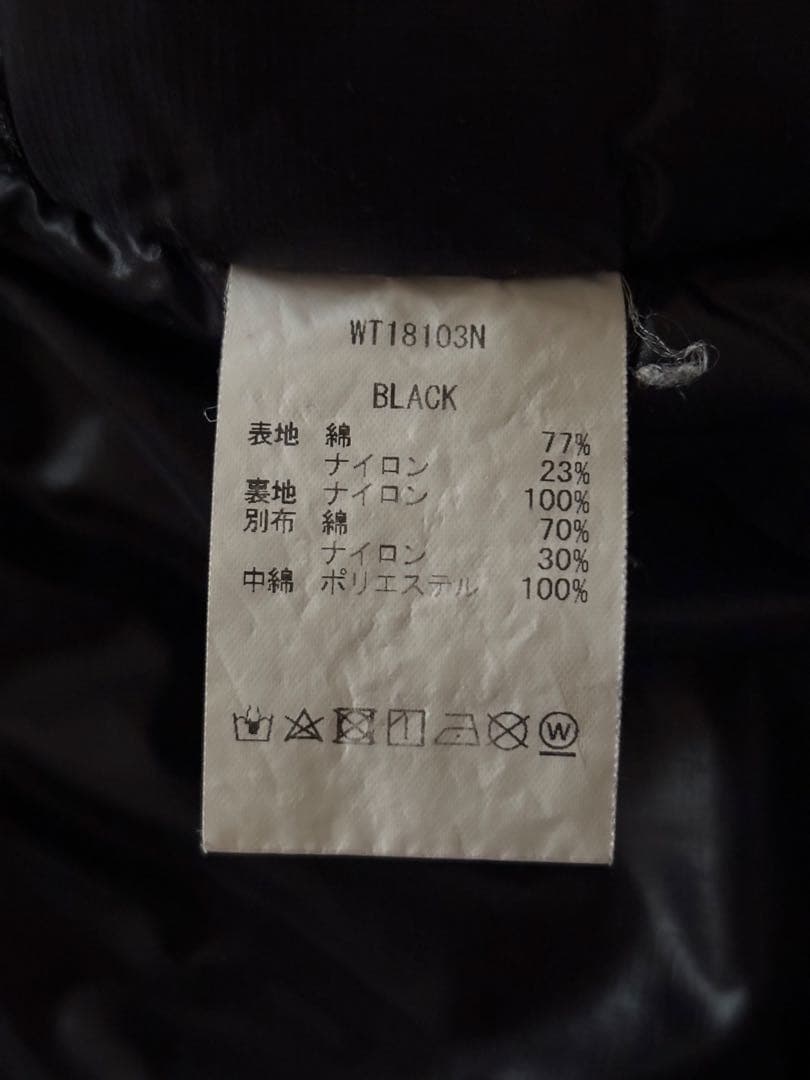 WT18103N
BLACK
表地 綿 77%
ナイロン 23%
裏地 ナイロン 100%
別布 綿 70%
ナイロン 30%
中綿 ポリエステル 100%
W